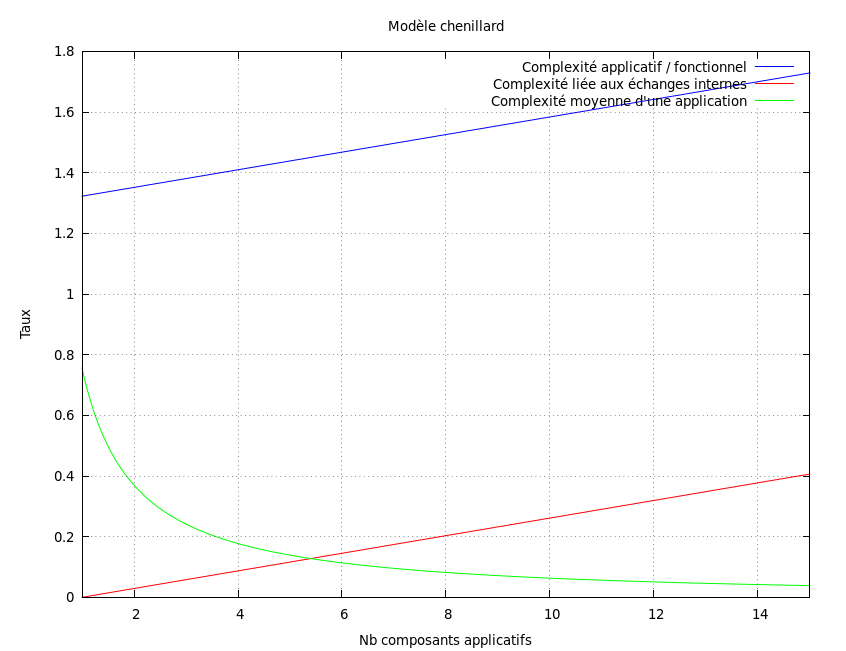 Modèle chenillard
1.8
1.6
1.4
1.2
1
0.8
0.6
0.4
0.2
0
Taux
Complexité applicatif / fonctionnel
Complexité liée aux échanges internes
Complexité moyenne d'une application
2 4 6 8 10 12 14
Nb composants applicatifs